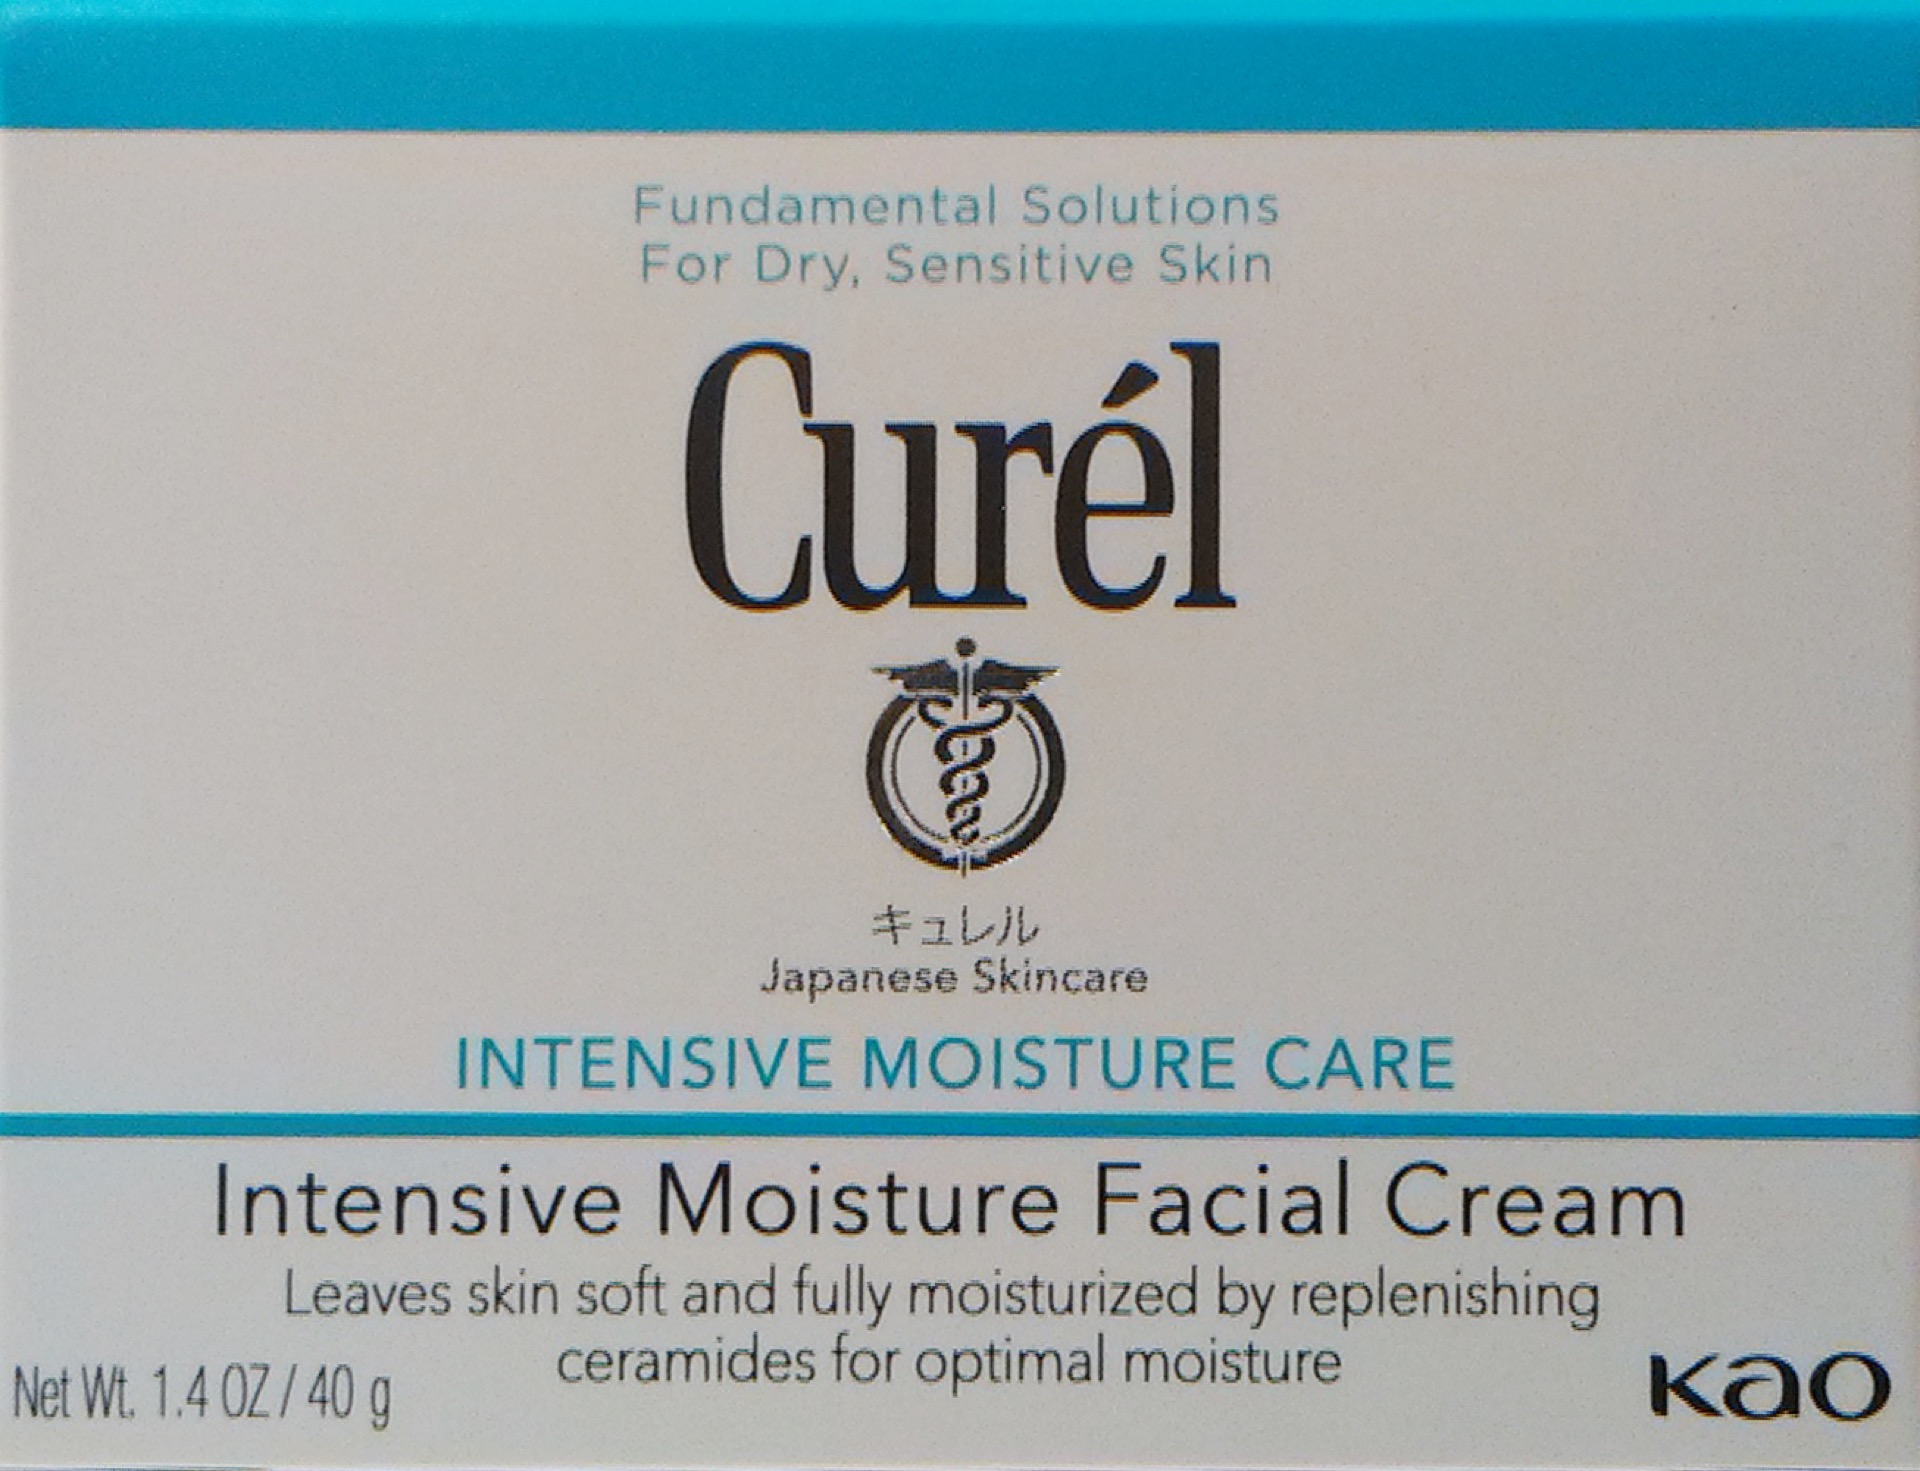 Fundamental Solutions
For Dry, Sensitive Skin
Curél
キュレル
Japanese Skincare
INTENSIVE MOISTURE CARE
Intensive Moisture Facial Cream
Leaves skin soft and fully moisturized by replenishing
ceramides for optimal moisture
Net Wt. 1.4 OZ / 40 g
Kao